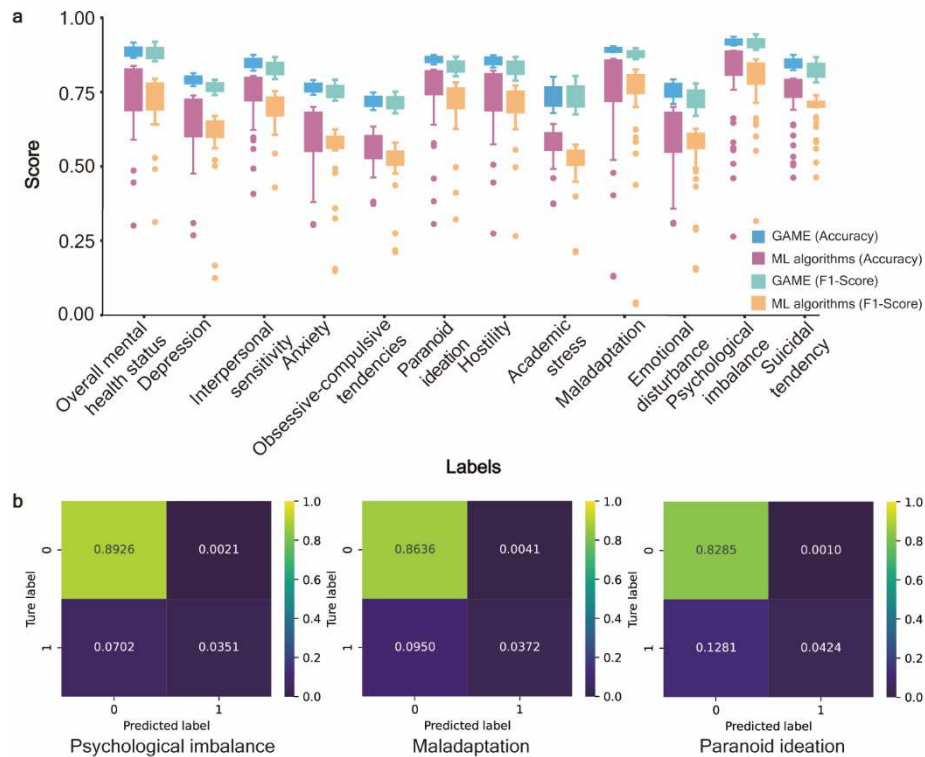 a
1.00
0.75
0.50
0.25
0.00
Score
GAME (Accuracy)
ML algorithms (Accuracy)
GAME (F1-Score)
ML algorithms (F1-Score)
Overall mental
health status
Depression
Interpersonal
sensitivity
Anxiety
Obsessive-compulsive
tendencies
Paranoid
ideation
Hostility
Academic
stress
Maladaptation
Emotional
disturbance
Psychological
imbalance
Suicidal
tendency
Labels
b
Ture label
0
1
0.8926
0.0021
0.0702
0.0351
0
1
Predicted label
Psychological imbalance
1.0
0.8
0.6
0.4
0.2
0.0
Ture label
0
1
0.8636
0.0041
0.0950
0.0372
0
1
Predicted label
Maladaptation
1.0
0.8
0.6
0.4
0.2
0.0
Ture label
0
1
0.8285
0.0010
0.1281
0.0424
0
1
Predicted label
Paranoid ideation
1.0
0.8
0.6
0.4
0.2
0.0